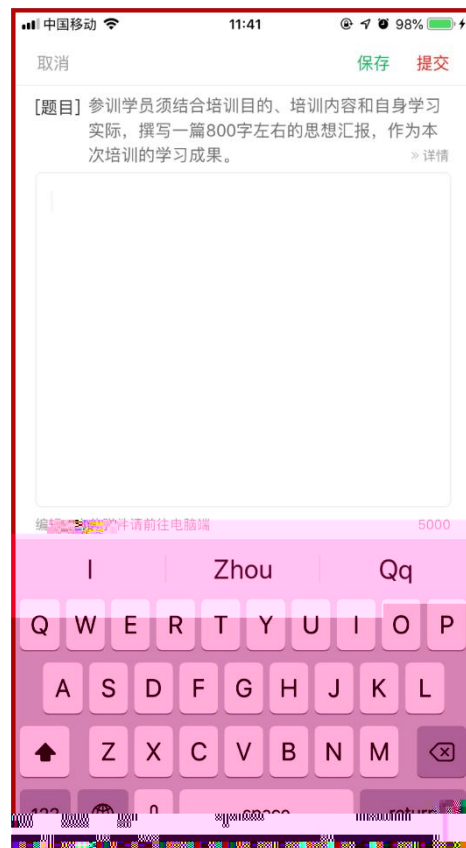 中国移动 11:41 98%
取消 保存 提交
[题目] 参训学员须结合培训目的、培训内容和自身学习
实际，撰写一篇800字左右的思想汇报，作为本
次培训的学习成果。 » 详情
件请前往电脑端 5000
I Zhou Qq
Q W E R T Y U I O P
A S D F G H J K L
Z X C V B N M
123 space return